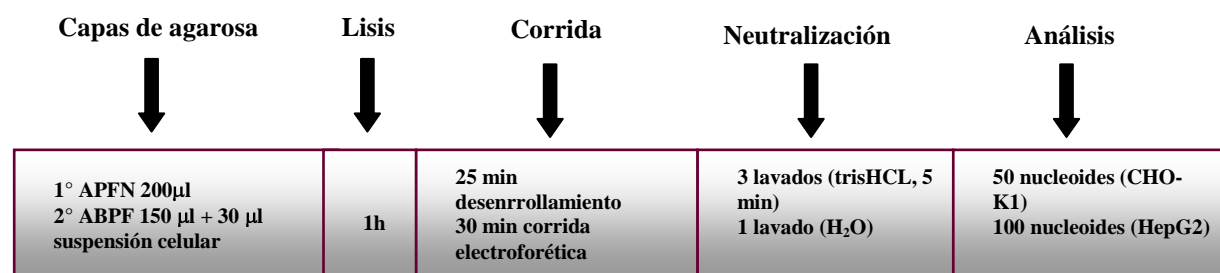 Capas de agarosa
Lisis
Corrida
Neutralización
Análisis
1° APFN 200µl
2° ABPF 150 µl + 30 µl
suspensión celular
1h
25 min
desenrrollamiento
30 min corrida
electroforética
3 lavados (trisHCL, 5
min)
1 lavado (H₂O)
50 nucleoides (CHO-
K1)
100 nucleoides (HepG2)